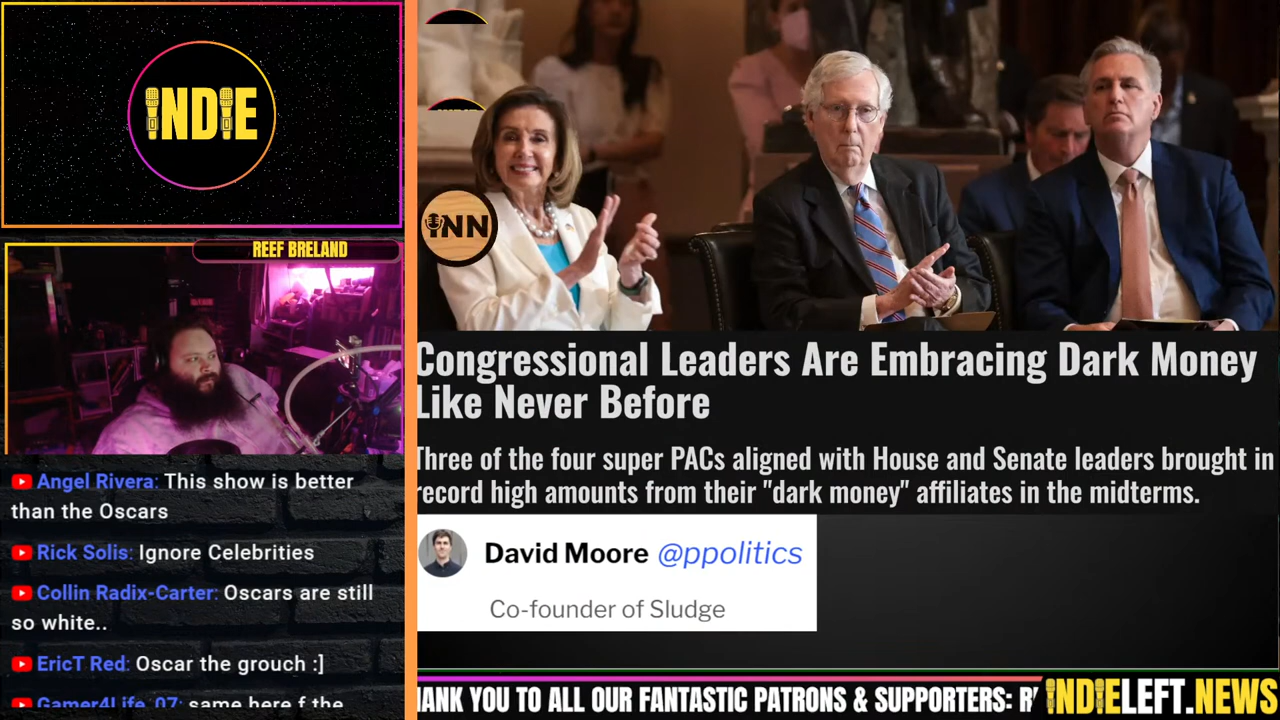 INDIE
REEF BRELAND
Angel Rivera: This show is better
than the Oscars
Rick Solis: Ignore Celebrities
Collin Radix-Carter: Oscars are still
so white..
EricT Red: Oscar the grouch :]
Gamer4Life_07: same here f the
INN
Congressional Leaders Are Embracing Dark Money
Like Never Before
Three of the four super PACs aligned with House and Senate leaders brought in
record high amounts from their "dark money" affiliates in the midterms.
David Moore @ppolitics
Co-founder of Sludge
HANK YOU TO ALL OUR FANTASTIC PATRONS & SUPPORTERS:
INDIELEFT.NEWS